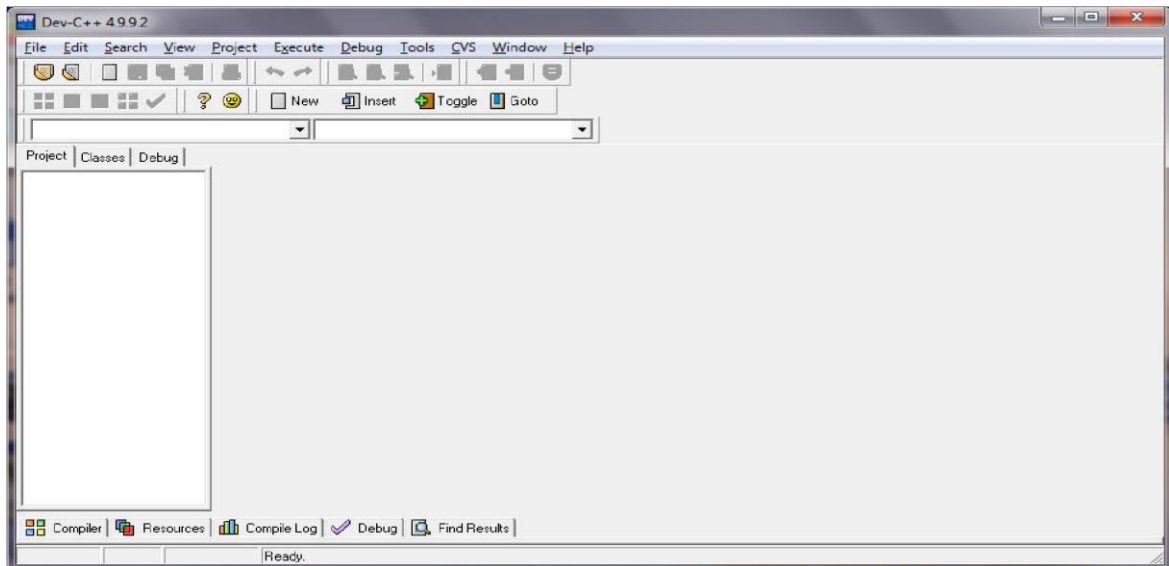 Dev-C++ 4.9.9.2
File Edit Search View Project Execute Debug Tools CVS Window Help
New Insert Toggle Goto
Project Classes Debug
Compiler Resources Compile Log Debug Find Results
Ready.